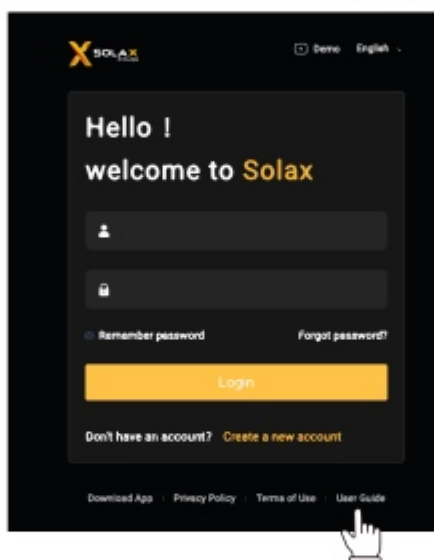 SOLAX
Demo English
Hello !
welcome to Solax
Remember password Forgot password?
Login
Don't have an account? Create a new account
Download App Privacy Policy Terms of Use User Guide